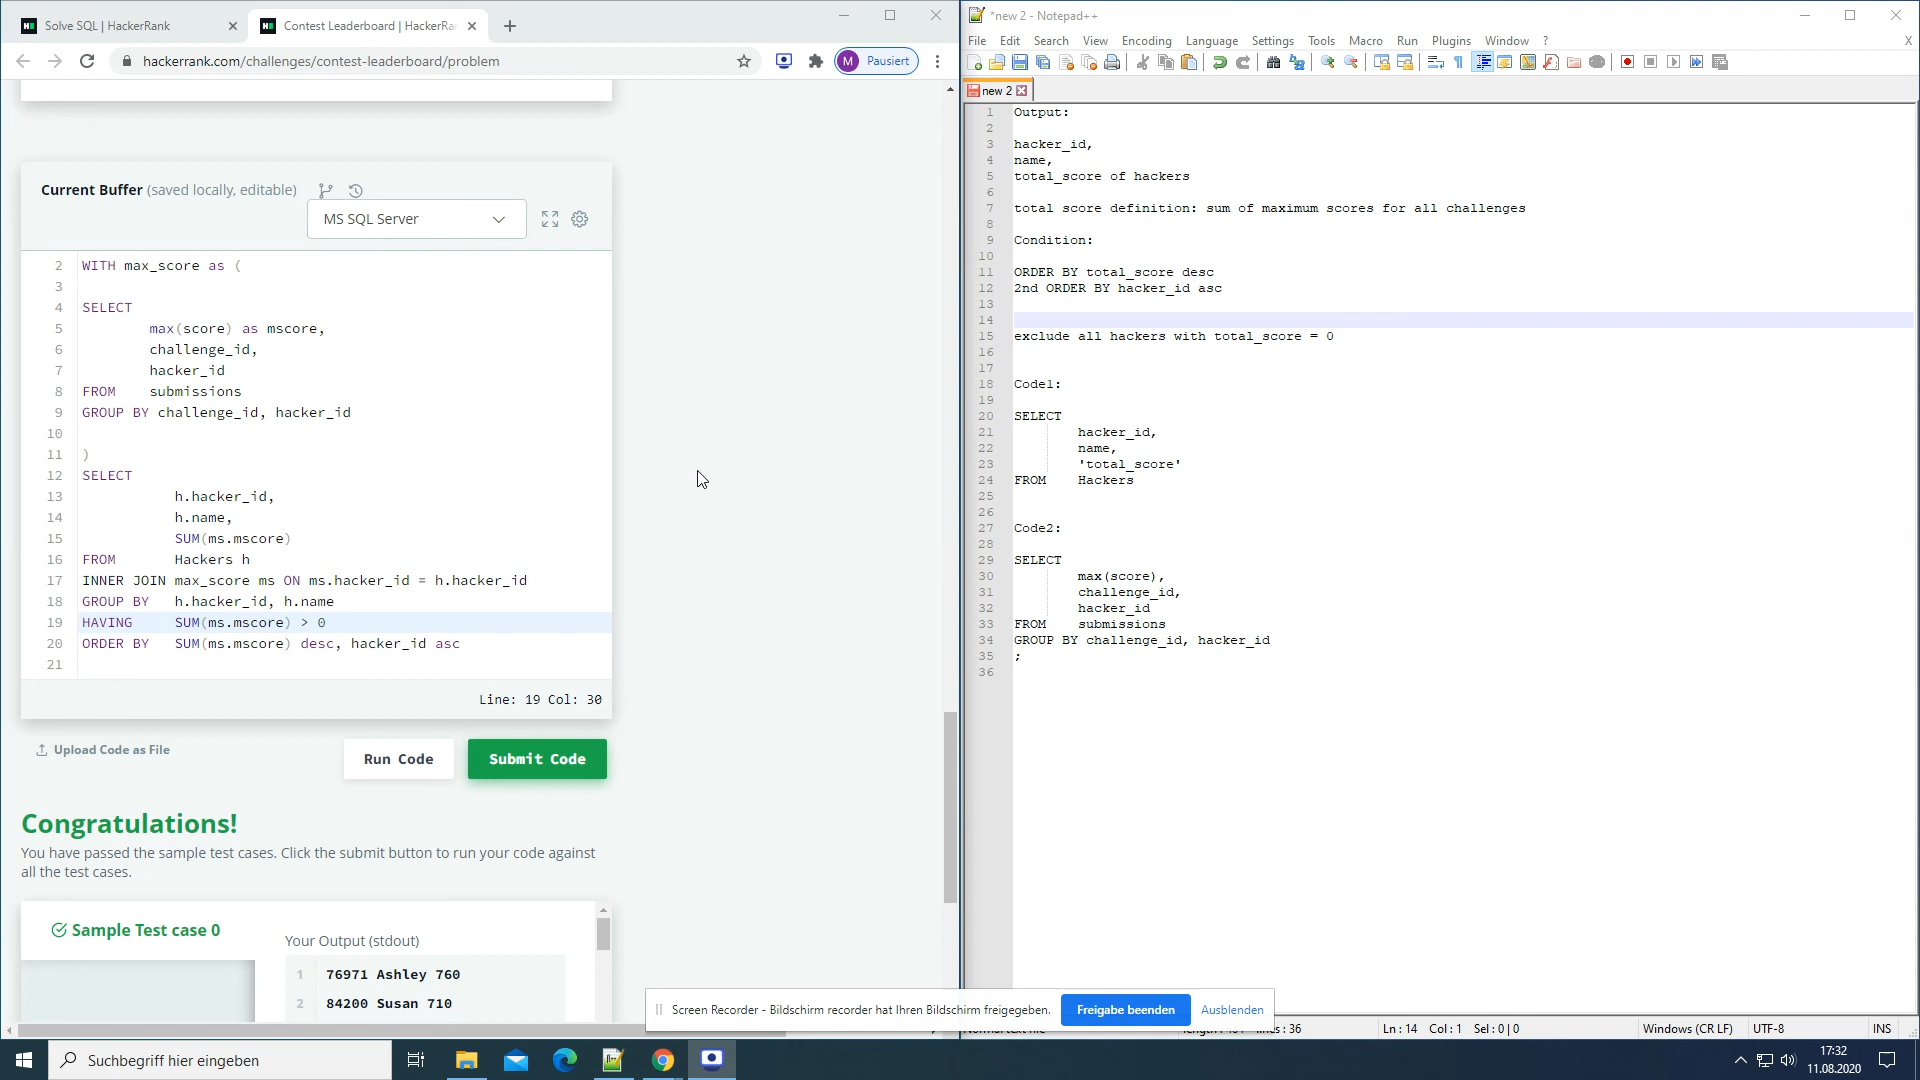 Solve SQL | HackerRank
Contest Leaderboard | HackerRan
hackerrank.com/challenges/contest-leaderboard/problem
M Pausiert
Current Buffer (saved locally, editable)
MS SQL Server
2 WITH max_score as (
3
4 SELECT
5 max(score) as mscore,
6 challenge_id,
7 hacker_id
8 FROM submissions
9 GROUP BY challenge_id, hacker_id
10
11 )
12 SELECT
13 h.hacker_id,
14 h.name,
15 SUM(ms.mscore)
16 FROM Hackers h
17 INNER JOIN max_score ms ON ms.hacker_id = h.hacker_id
18 GROUP BY h.hacker_id, h.name
19 HAVING SUM(ms.mscore) > 0
20 ORDER BY SUM(ms.mscore) desc, hacker_id asc
21
Line: 19 Col: 30
Upload Code as File
Run Code
Submit Code
Congratulations!
You have passed the sample test cases. Click the submit button to run your code against
all the test cases.
Sample Test case 0
Your Output (stdout)
1 76971 Ashley 760
2 84200 Susan 710
*new 2 - Notepad++
File Edit Search View Encoding Language Settings Tools Macro Run Plugins Window ? X
new 2
1 Output:
2
3 hacker_id,
4 name,
5 total_score of hackers
6
7 total score definition: sum of maximum scores for all challenges
8
9 Condition:
10
11 ORDER BY total_score desc
12 2nd ORDER BY hacker_id asc
13
14
15 exclude all hackers with total_score = 0
16
17
18 Code1:
19
20 SELECT
21 hacker_id,
22 name,
23 'total_score'
24 FROM Hackers
25
26
27 Code2:
28
29 SELECT
30 max(score),
31 challenge_id,
32 hacker_id
33 FROM submissions
34 GROUP BY challenge_id, hacker_id
35 ;
36
Screen Recorder - Bildschirm recorder hat Ihren Bildschirm freigegeben.
Freigabe beenden
Ausblenden
: 36
Ln : 14 Col : 1 Sel : 0 | 0
Windows (CR LF)
UTF-8
INS
Suchbegriff hier eingeben
17:32
11.08.2020